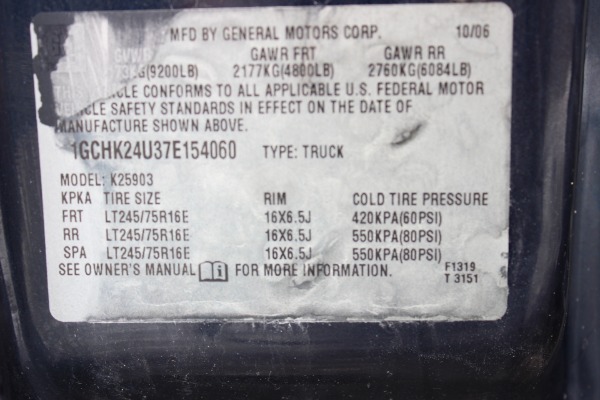 MFD BY GENERAL MOTORS CORP. 10/06
GVWR GAWR FRT GAWR RR
(9200LB) 2177KG(4800LB) 2760KG(6084LB)
CONFORMS TO ALL APPLICABLE U.S. FEDERAL MOTOR
VEHICLE SAFETY STANDARDS IN EFFECT ON THE DATE OF
MANUFACTURE SHOWN ABOVE.
1GCHK24U37E154060 TYPE: TRUCK
MODEL: K25903
KPKA TIRE SIZE RIM COLD TIRE PRESSURE
FRT LT245/75R16E 16X6.5J 420KPA(60PSI)
RR LT245/75R16E 16X6.5J 550KPA(80PSI)
SPA LT245/75R16E 16X6.5J 550KPA(80PSI)
SEE OWNER'S MANUAL FOR MORE INFORMATION.
F1319
T 3151